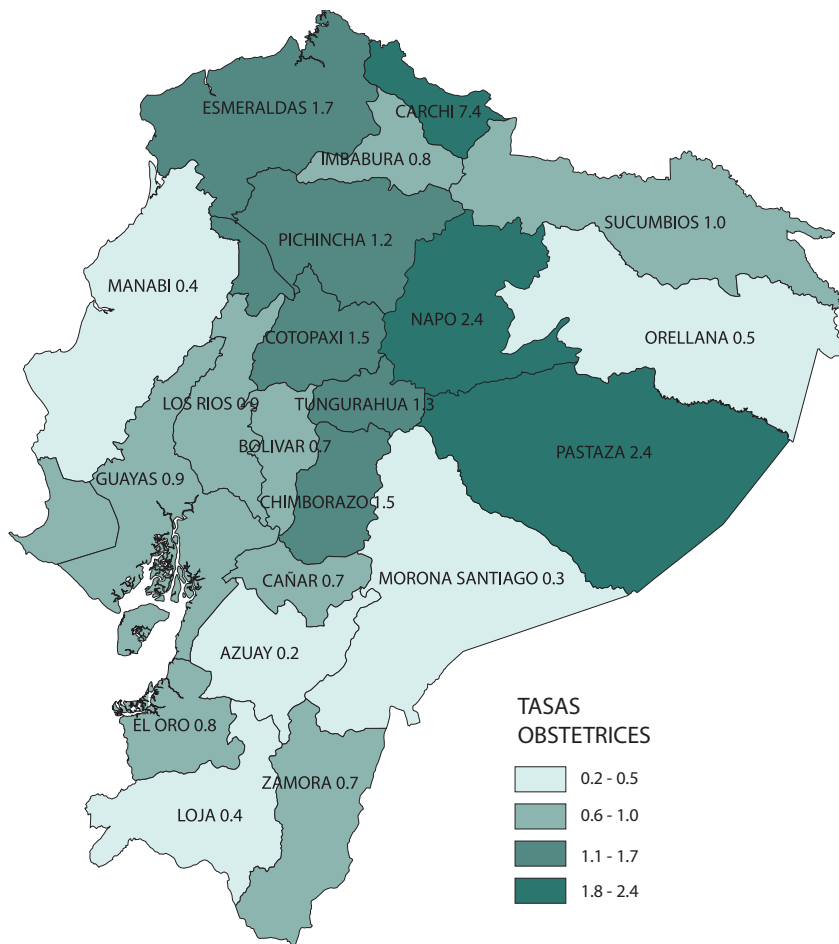 ESMERALDAS 1.7
CARCHI 7.4
IMBABURA 0.8
SUCUMBIOS 1.0
PICHINCHA 1.2
MANABI 0.4
NAPO 2.4
COTOPAXI 1.5
ORELLANA 0.5
LOS RIOS 0.9
TUNGURAHUA 1.3
BOLIVAR 0.7
PASTAZA 2.4
GUAYAS 0.9
CHIMBORAZO 1.5
CAÑAR 0.7
MORONA SANTIAGO 0.3
AZUAY 0.2
EL ORO 0.8
ZAMORA 0.7
LOJA 0.4
TASAS
OBSTETRICES
0.2 - 0.5
0.6 - 1.0
1.1 - 1.7
1.8 - 2.4